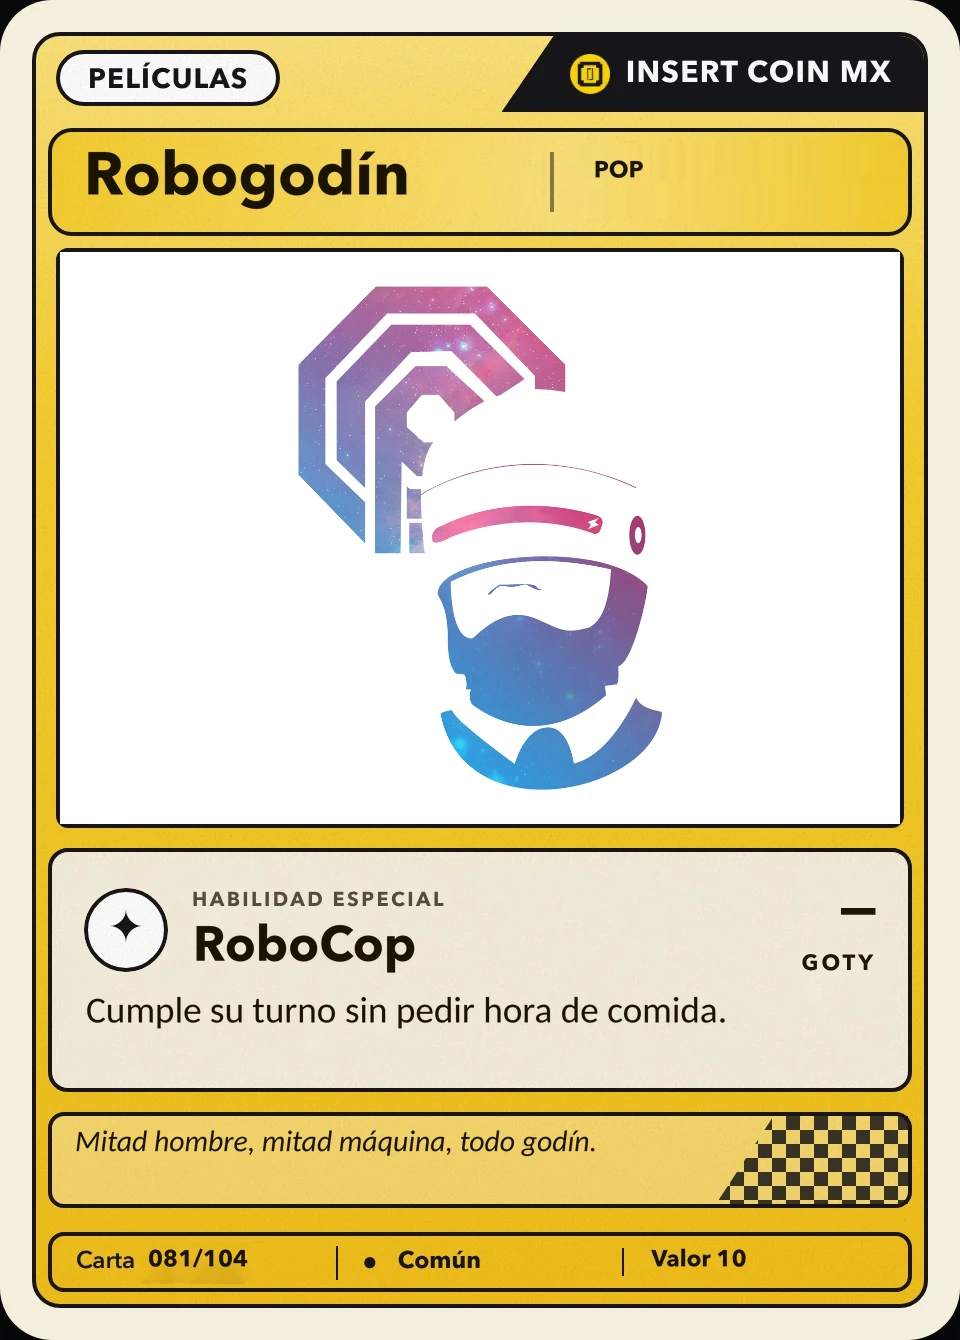 PELÍCULAS
INSERT COIN MX
Robogodín
POP
HABILIDAD ESPECIAL
RoboCop
—
GOTY
Cumple su turno sin pedir hora de comida.
Mitad hombre, mitad máquina, todo godín.
Carta 081/104
● Común
Valor 10